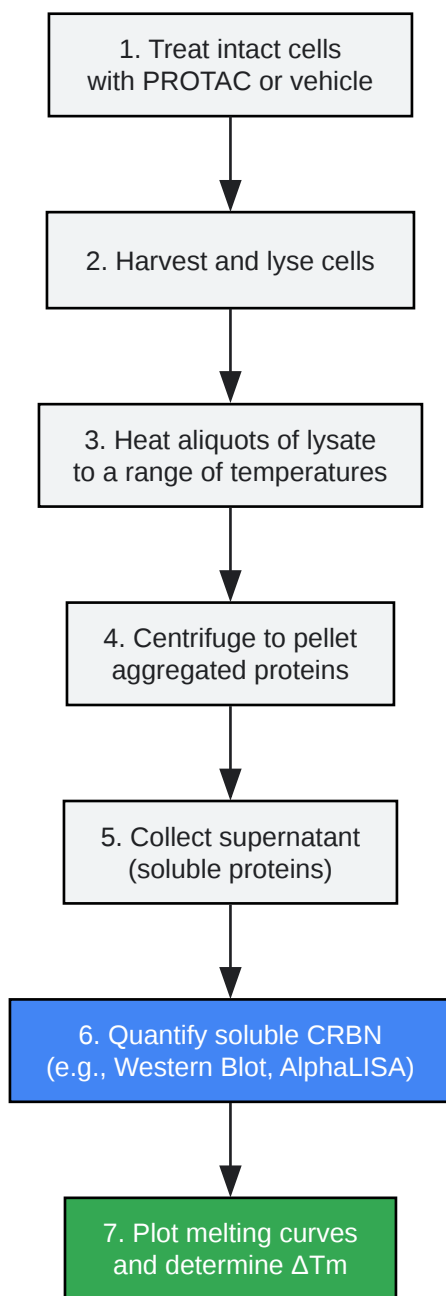 1. Treat intact cells
with PROTAC or vehicle
2. Harvest and lyse cells
3. Heat aliquots of lysate
to a range of temperatures
4. Centrifuge to pellet
aggregated proteins
5. Collect supernatant
(soluble proteins)
6. Quantify soluble CRBN
(e.g., Western Blot, AlphaLISA)
7. Plot melting curves
and determine ΔTm